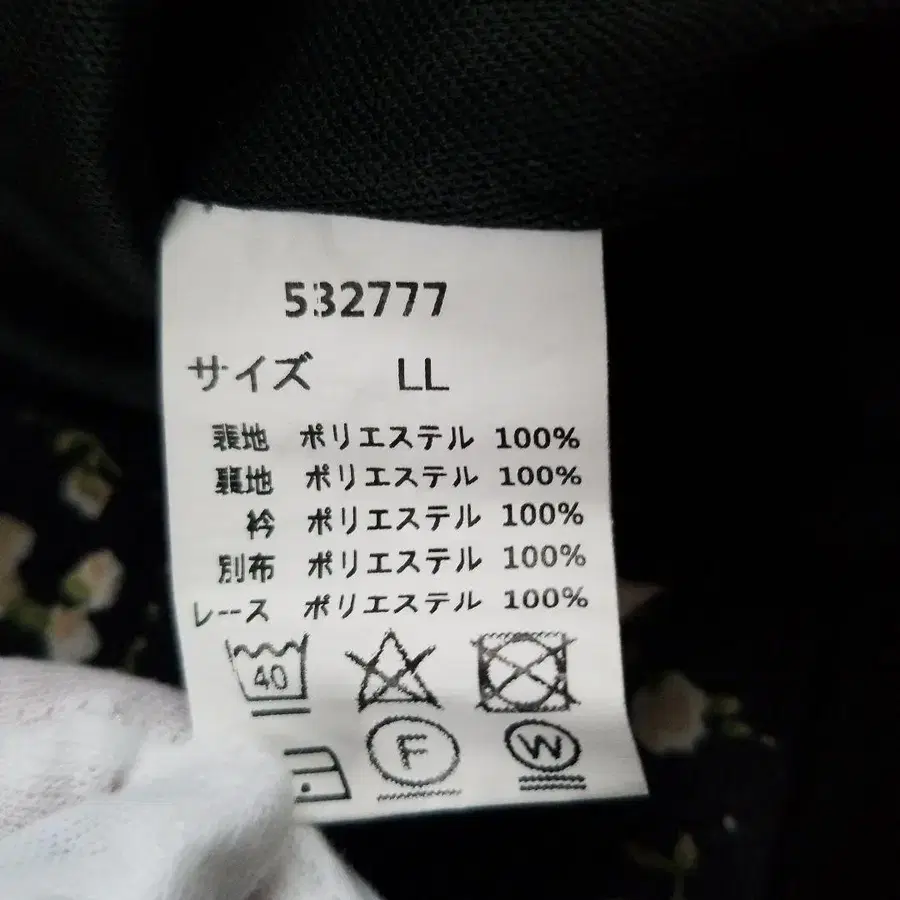 532777
サイズ LL
表地 ポリエステル 100%
裏地 ポリエステル 100%
衿 ポリエステル 100%
別布 ポリエステル 100%
レース ポリエステル 100%
40
F W